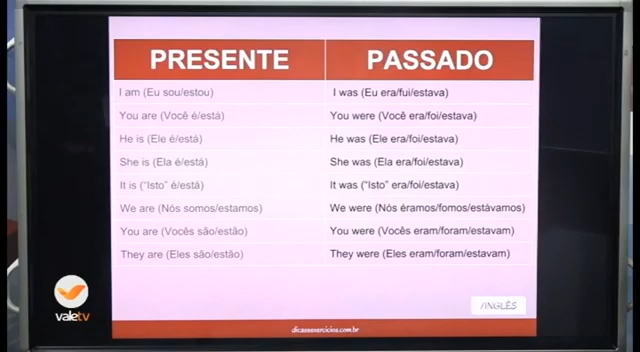 PRESENTE PASSADO
I am (Eu sou/estou) I was (Eu era/fui/estava)
You are (Você é/está) You were (Você era/foi/estava)
He is (Ele é/está) He was (Ele era/foi/estava)
She is (Ela é/está) She was (Ela era/foi/estava)
It is (“Isto” é/está) It was (“Isto” era/foi/estava)
We are (Nós somos/estamos) We were (Nós éramos/fomos/estávamos)
You are (Vocês são/estão) You were (Vocês eram/foram/estavam)
They are (Eles são/estão) They were (Eles eram/foram/estavam)
INGLÊS
dicaseexercicios.com.br
valetv